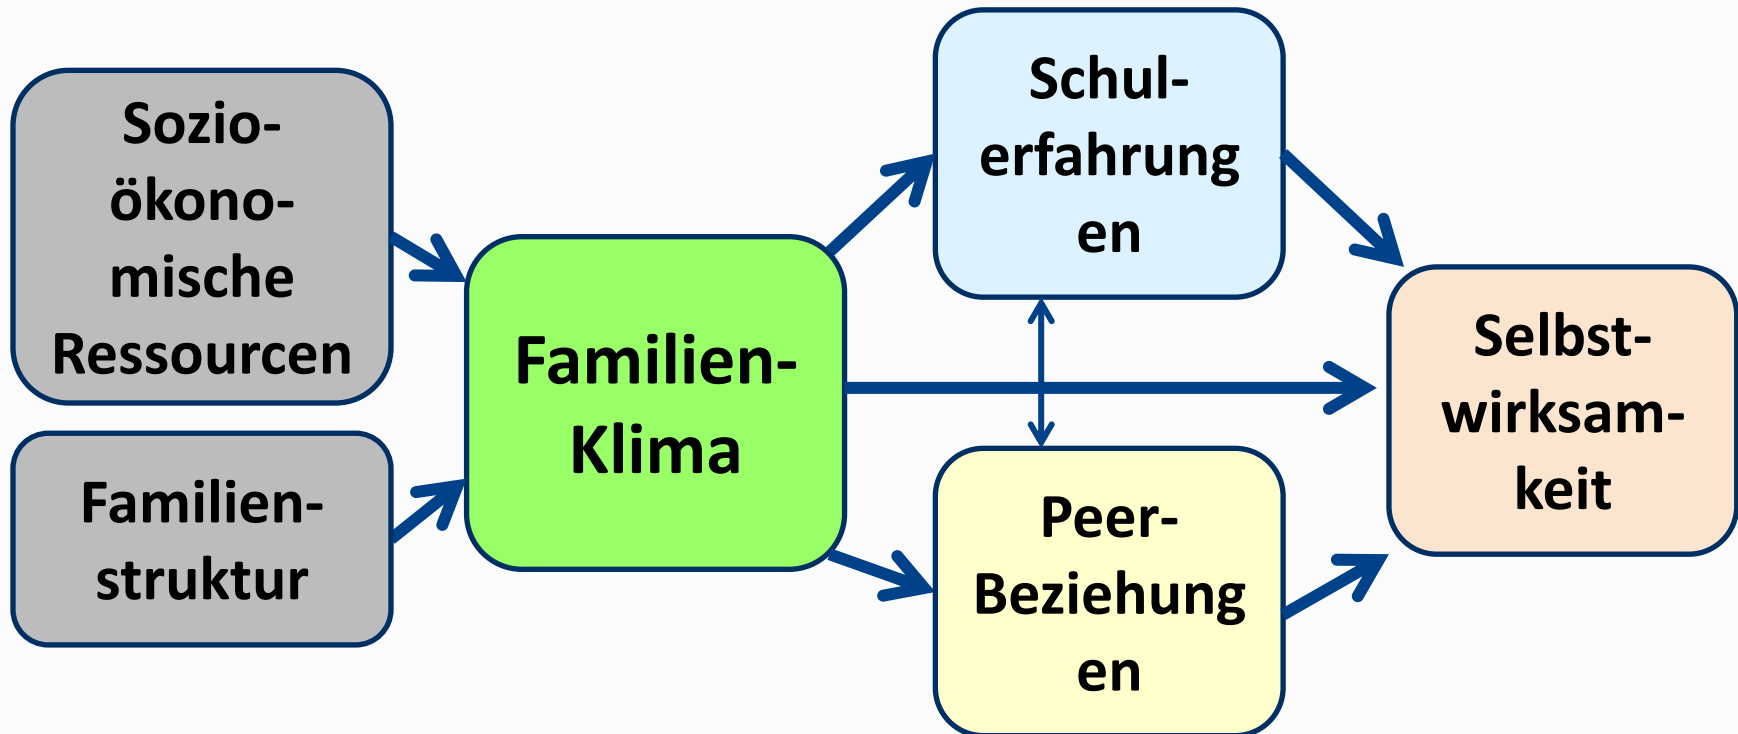 Sozio-
ökono-
mische
Ressourcen
Familien-
struktur
Familien-
Klima
Schul-
erfahrung
en
Peer-
Beziehung
en
Selbst-
wirksam-
keit